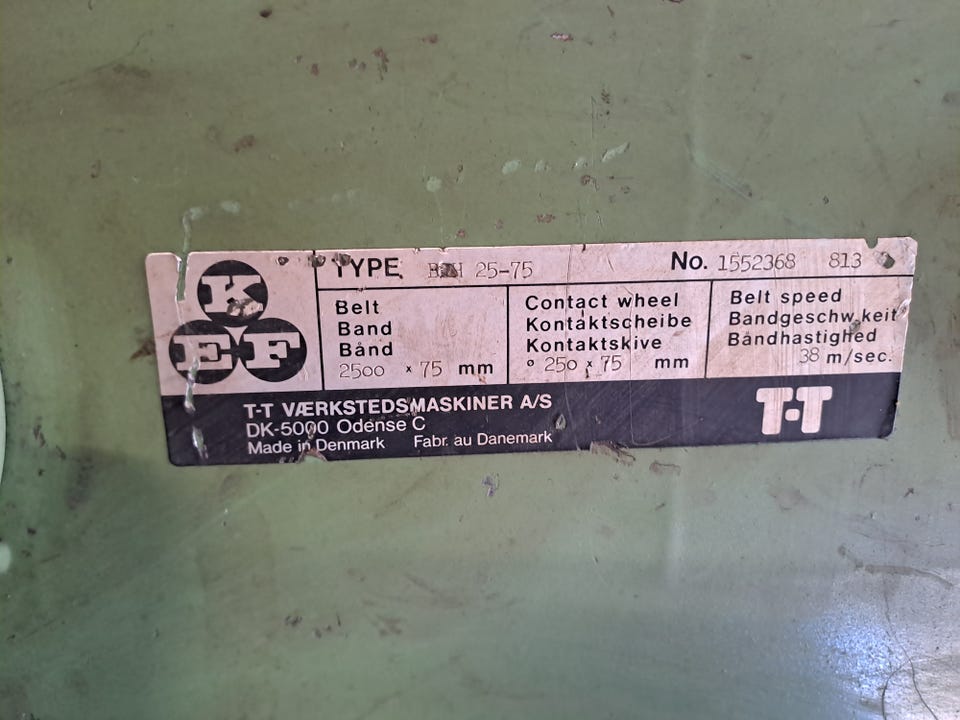 KEF
TYPE 25-75 No. 1552368 813
Belt
Band
Bånd
2500 x 75 mm
Contact wheel
Kontaktscheibe
Kontaktskive
ø 250 x 75 mm
Belt speed
Bandgeschw.keit
Båndhastighed
38 m/sec.
T-T VÆRKSTEDSMASKINER A/S
DK-5000 Odense C
Made in Denmark Fabr. au Danemark
T-T